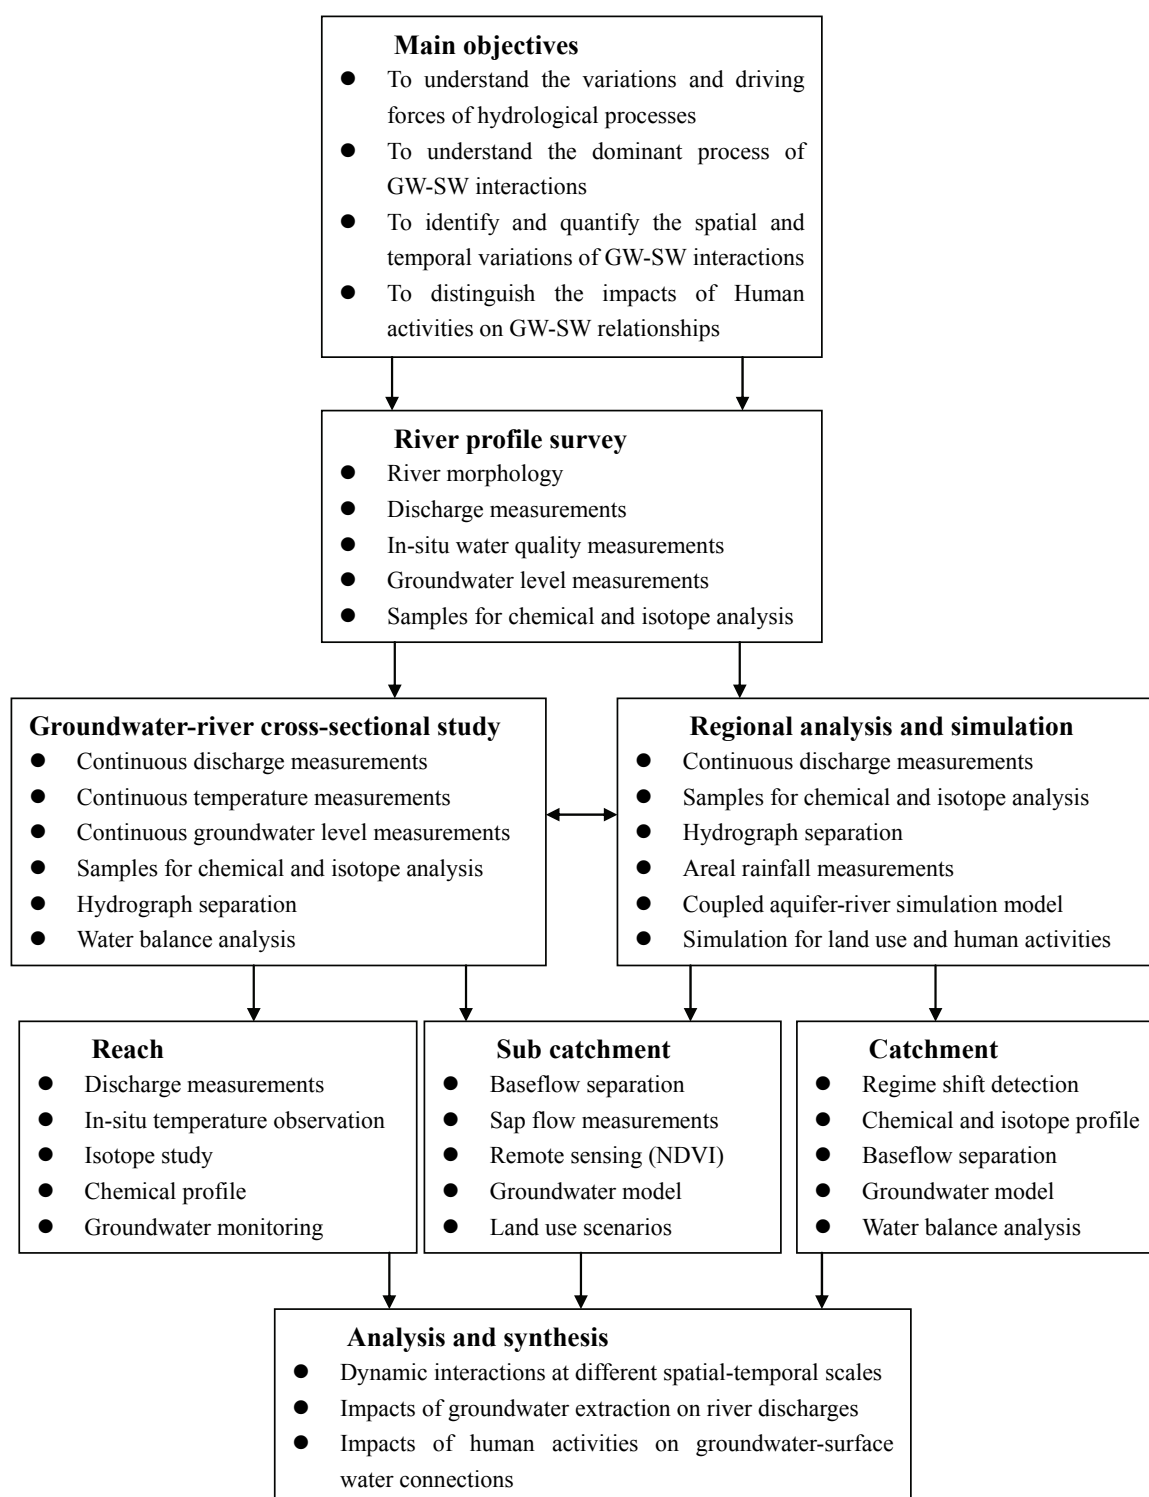 Main objectives
● To understand the variations and driving
forces of hydrological processes
● To understand the dominant process of
GW-SW interactions
● To identify and quantify the spatial and
temporal variations of GW-SW interactions
● To distinguish the impacts of Human
activities on GW-SW relationships
River profile survey
● River morphology
● Discharge measurements
● In-situ water quality measurements
● Groundwater level measurements
● Samples for chemical and isotope analysis
Groundwater-river cross-sectional study
● Continuous discharge measurements
● Continuous temperature measurements
● Continuous groundwater level measurements
● Samples for chemical and isotope analysis
● Hydrograph separation
● Water balance analysis
Regional analysis and simulation
● Continuous discharge measurements
● Samples for chemical and isotope analysis
● Hydrograph separation
● Areal rainfall measurements
● Coupled aquifer-river simulation model
● Simulation for land use and human activities
Reach
● Discharge measurements
● In-situ temperature observation
● Isotope study
● Chemical profile
● Groundwater monitoring
Sub catchment
● Baseflow separation
● Sap flow measurements
● Remote sensing (NDVI)
● Groundwater model
● Land use scenarios
Catchment
● Regime shift detection
● Chemical and isotope profile
● Baseflow separation
● Groundwater model
● Water balance analysis
Analysis and synthesis
● Dynamic interactions at different spatial-temporal scales
● Impacts of groundwater extraction on river discharges
● Impacts of human activities on groundwater-surface
water connections